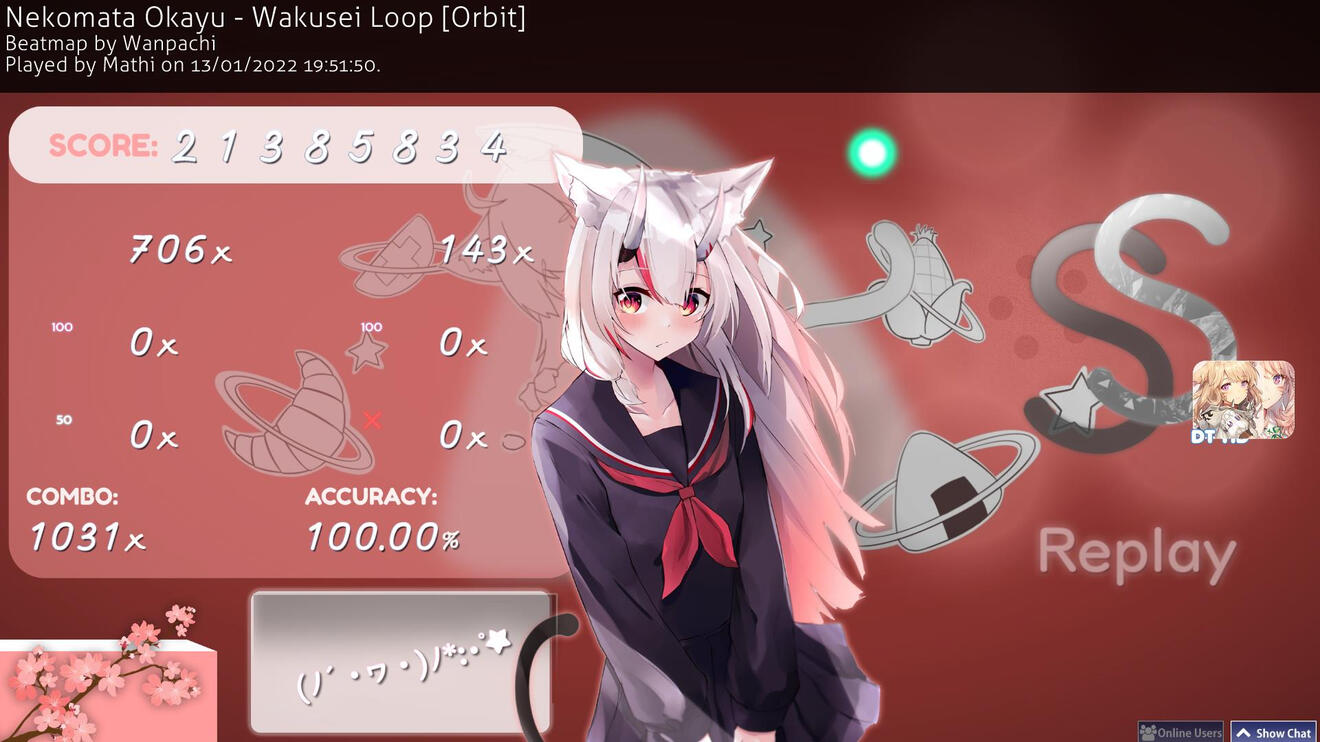 Nekomata Okayu - Wakusei Loop [Orbit]
Beatmap by Wanpachi
Played by Mathi on 13/01/2022 19:51:50.
SCORE: 21385834
706x 143x
100 0x 100 0x
50 0x 0x
COMBO: ACCURACY:
1031x 100.00%
(ﾉ´・ヮ・)ﾉ*:・ﾟ★
S
DT HD
Replay
Online Users Show Chat